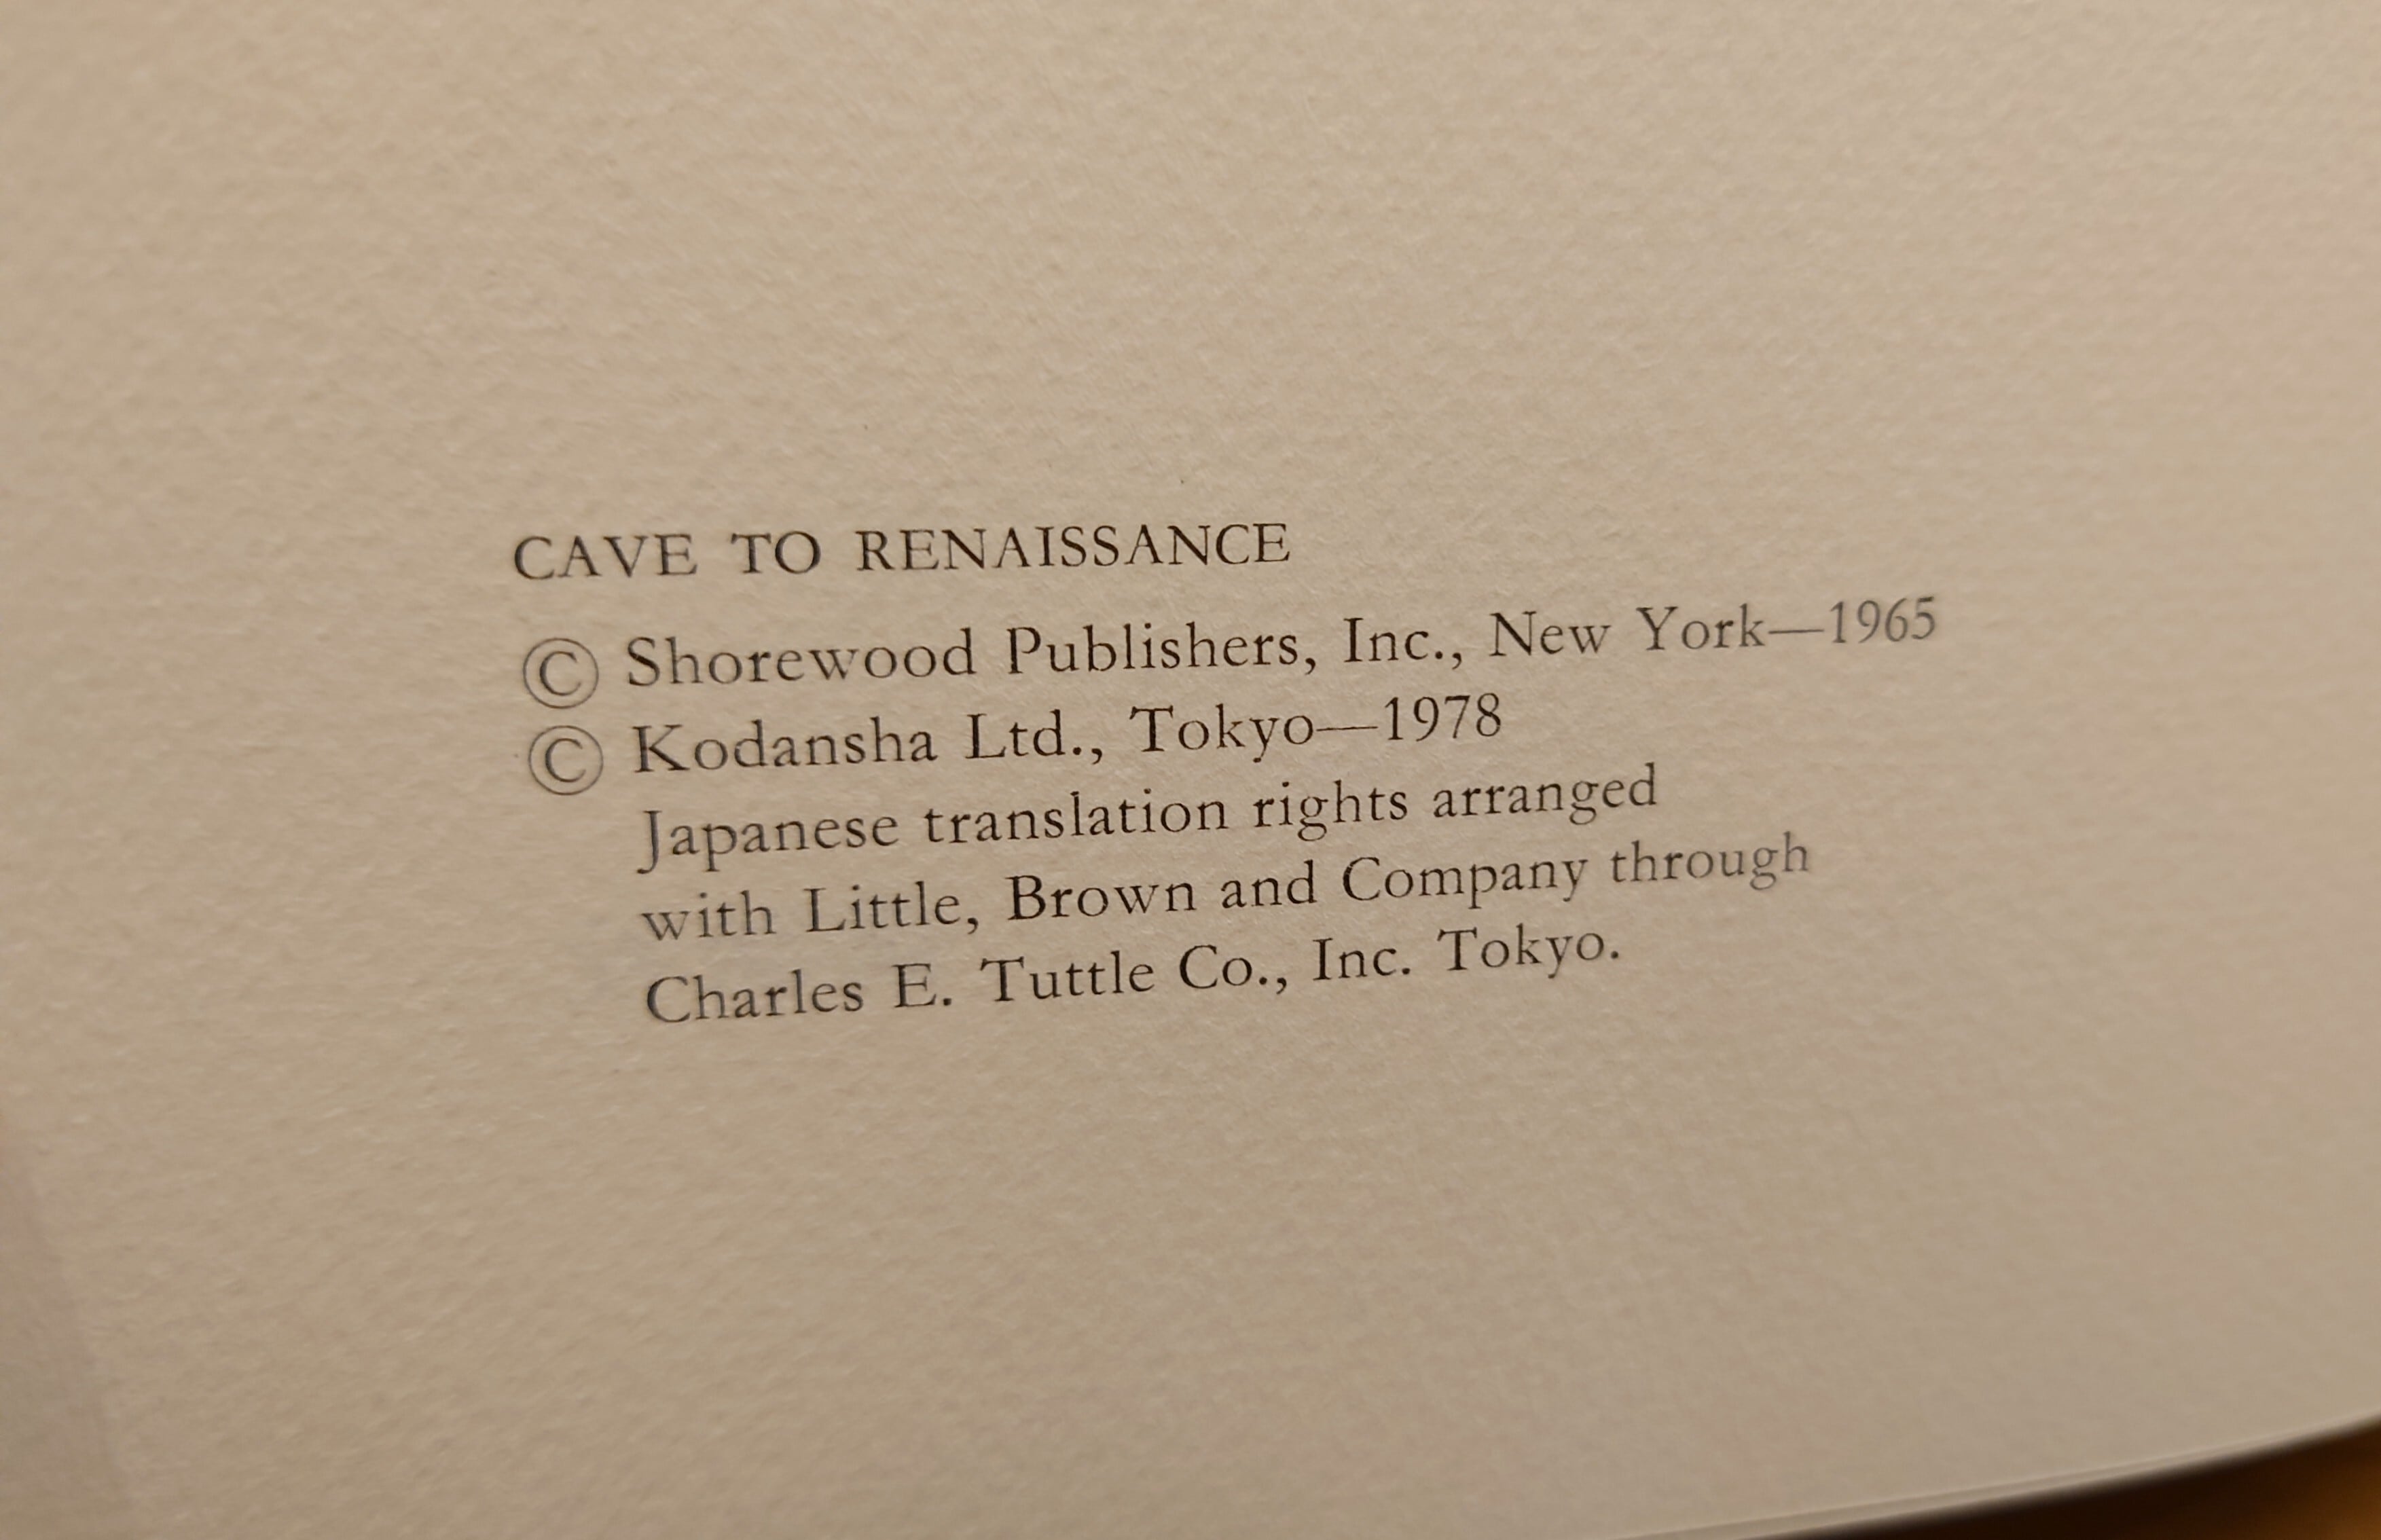 CAVE TO RENAISSANCE
© Shorewood Publishers, Inc., New York—1965
© Kodansha Ltd., Tokyo—1978
Japanese translation rights arranged
with Little, Brown and Company through
Charles E. Tuttle Co., Inc. Tokyo.